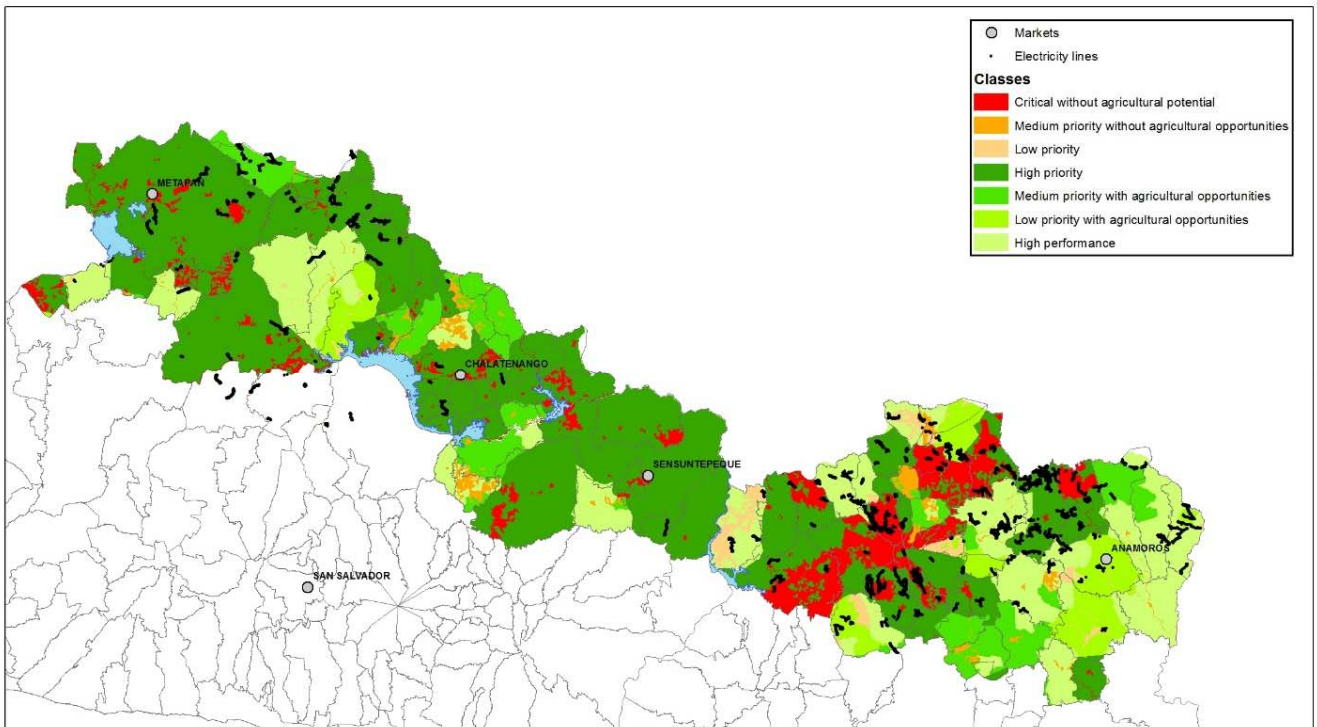 Markets
Electricity lines
Classes
Critical without agricultural potential
Medium priority without agricultural opportunities
Low priority
High priority
Medium priority with agricultural opportunities
Low priority with agricultural opportunities
High performance
METAPAN
CHALATENANGO
SENSUNTEPEQUE
ANAMOROS
SAN SALVADOR